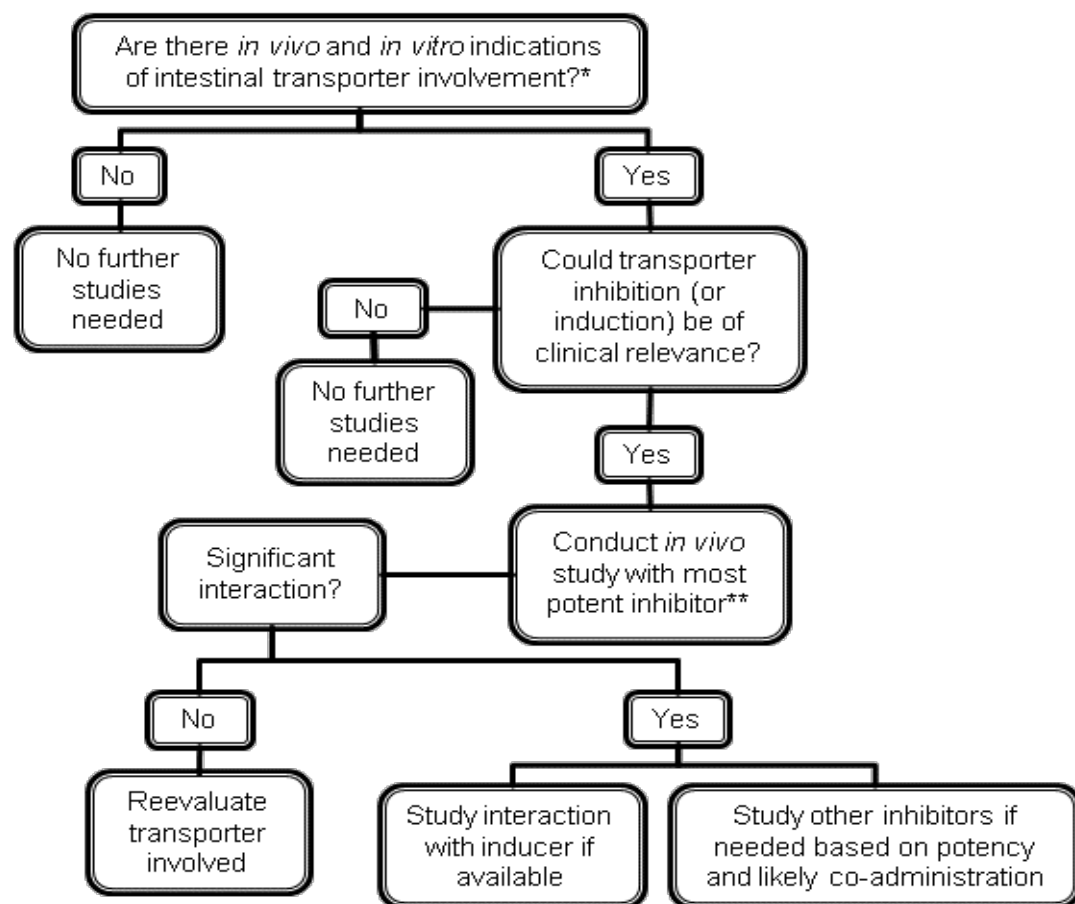 Are there in vivo and in vitro indications
of intestinal transporter involvement?*
No
Yes
No further
studies
needed
Could transporter
inhibition (or
induction) be of
clinical relevance?
No
No further
studies
needed
Yes
Conduct in vivo
study with most
potent inhibitor**
Significant
interaction?
No
Yes
Reevaluate
transporter
involved
Study interaction
with inducer if
available
Study other inhibitors if
needed based on potency
and likely co-administration